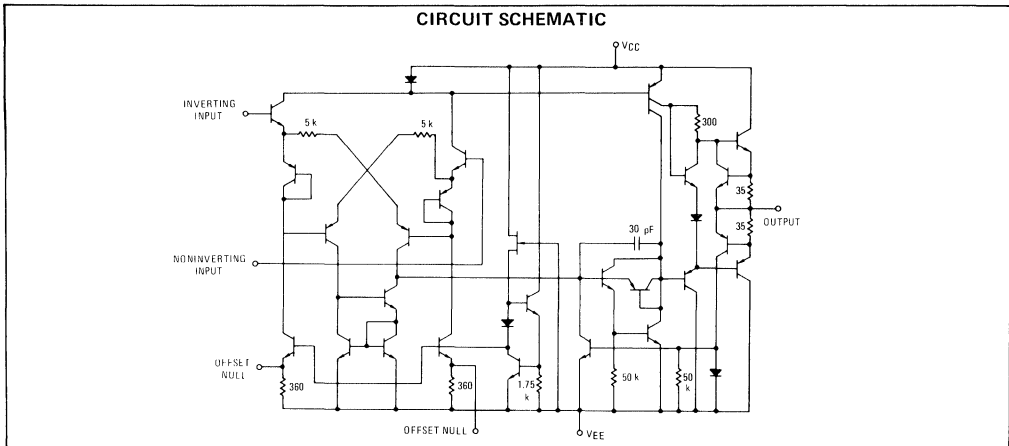 CIRCUIT SCHEMATIC
VCC
INVERTING
INPUT
5 k
5 k
300
35
OUTPUT
35
30 pF
NONINVERTING
INPUT
OFFSET
NULL
360
360
1.75
k
50 k
50
k
OFFSET NULL
VEE